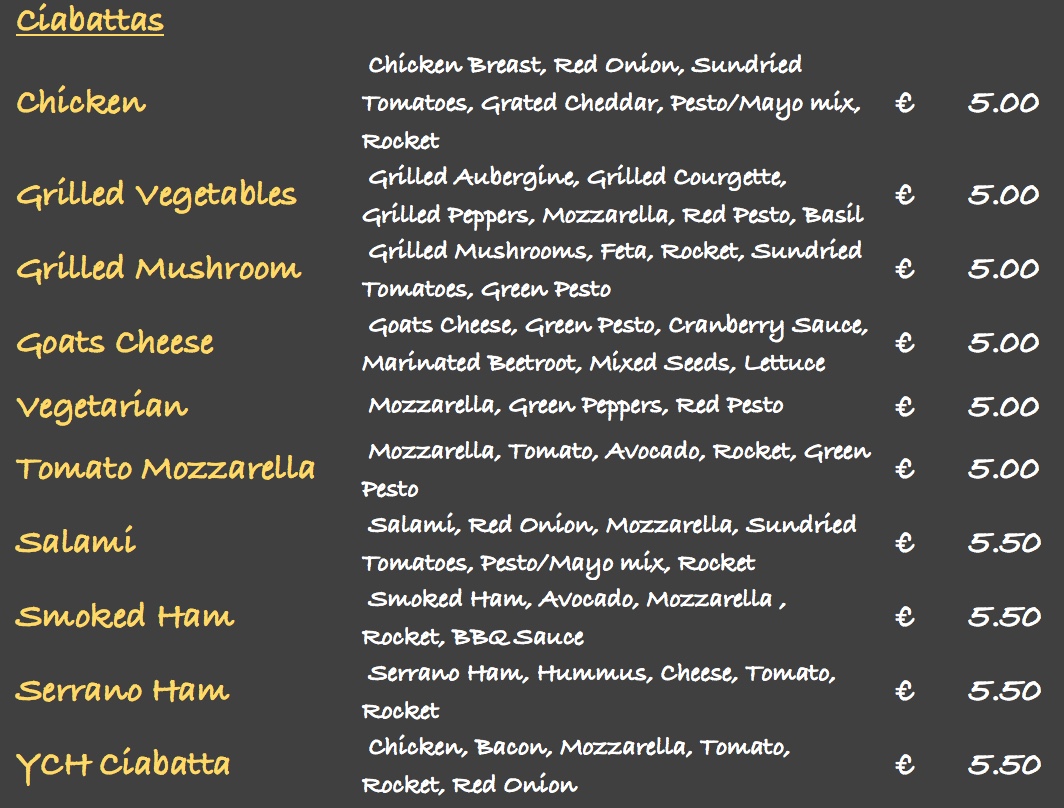 Ciabattas
Chicken Breast, Red Onion, Sundried
Chicken Tomatoes, Grated Cheddar, Pesto/Mayo mix, € 5.00
Rocket
Grilled Vegetables Grilled Aubergine, Grilled Courgette, € 5.00
Grilled Peppers, Mozzarella, Red Pesto, Basil
Grilled Mushroom Grilled Mushrooms, Feta, Rocket, Sundried € 5.00
Tomatoes, Green Pesto
Goats Cheese Goats Cheese, Green Pesto, Cranberry Sauce, € 5.00
Marinated Beetroot, Mixed Seeds, Lettuce
Vegetarian Mozzarella, Green Peppers, Red Pesto € 5.00
Tomato Mozzarella Mozzarella, Tomato, Avocado, Rocket, Green € 5.00
Pesto
Salami Salami, Red Onion, Mozzarella, Sundried € 5.50
Tomatoes, Pesto/Mayo mix, Rocket
Smoked Ham Smoked Ham, Avocado, Mozzarella , € 5.50
Rocket, BBQ Sauce
Serrano Ham Serrano Ham, Hummus, Cheese, Tomato, € 5.50
Rocket
YCH Ciabatta Chicken, Bacon, Mozzarella, Tomato, € 5.50
Rocket, Red Onion